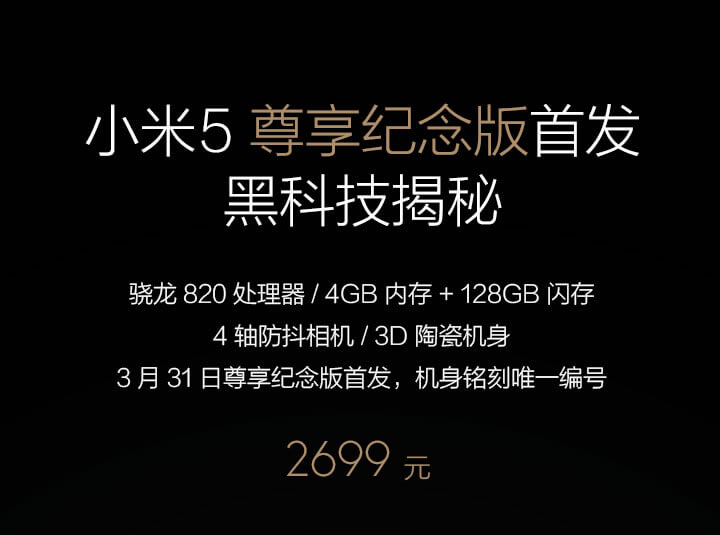 小米5 尊享纪念版首发
黑科技揭秘
骁龙 820 处理器 / 4GB 内存 + 128GB 闪存
4 轴防抖相机 / 3D 陶瓷机身
3 月 31 日尊享纪念版首发，机身铭刻唯一编号
2699 元